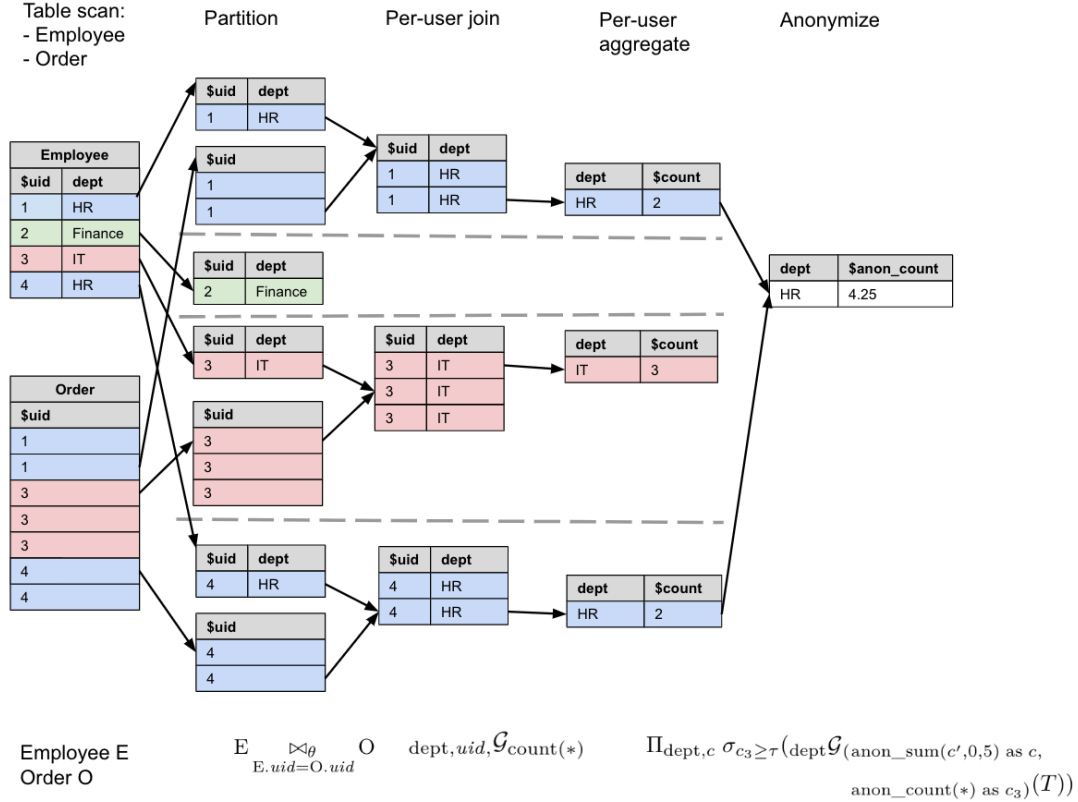 Table scan:
- Employee
- Order
Partition
Per-user join
Per-user
aggregate
Anonymize
Employee
$uid dept
1 HR
2 Finance
3 IT
4 HR
Order
$uid
1
1
3
3
3
4
4
$uid dept
1 HR
$uid
1
1
$uid dept
2 Finance
$uid dept
3 IT
$uid
3
3
3
$uid dept
4 HR
$uid
4
4
$uid dept
1 HR
1 HR
$uid dept
3 IT
3 IT
3 IT
$uid dept
4 HR
4 HR
dept $count
HR 2
dept $count
IT 3
dept $count
HR 2
dept $anon_count
HR 4.25
Employee E
Order O
E ⋈θ O
E.uid=O.uid
dept,uid,𝒢count(∗)
Πdept,c σc₃≥τ(dept𝒢(anon_sum(c′,0,5) as c,
anon_count(∗) as c₃)(T))